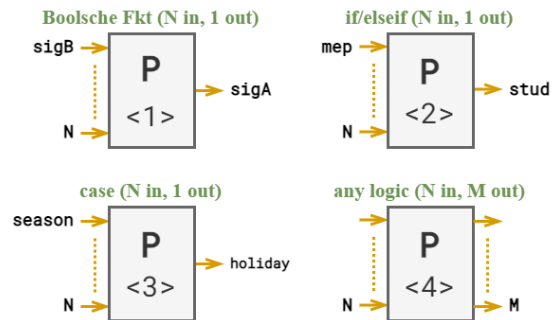 Boolsche Fkt (N in, 1 out)
sigB
P
sigA
<1>
N
if/elseif (N in, 1 out)
mep
P
stud
<2>
N
case (N in, 1 out)
season
P
holiday
<3>
N
any logic (N in, M out)
P
<4>
N
M